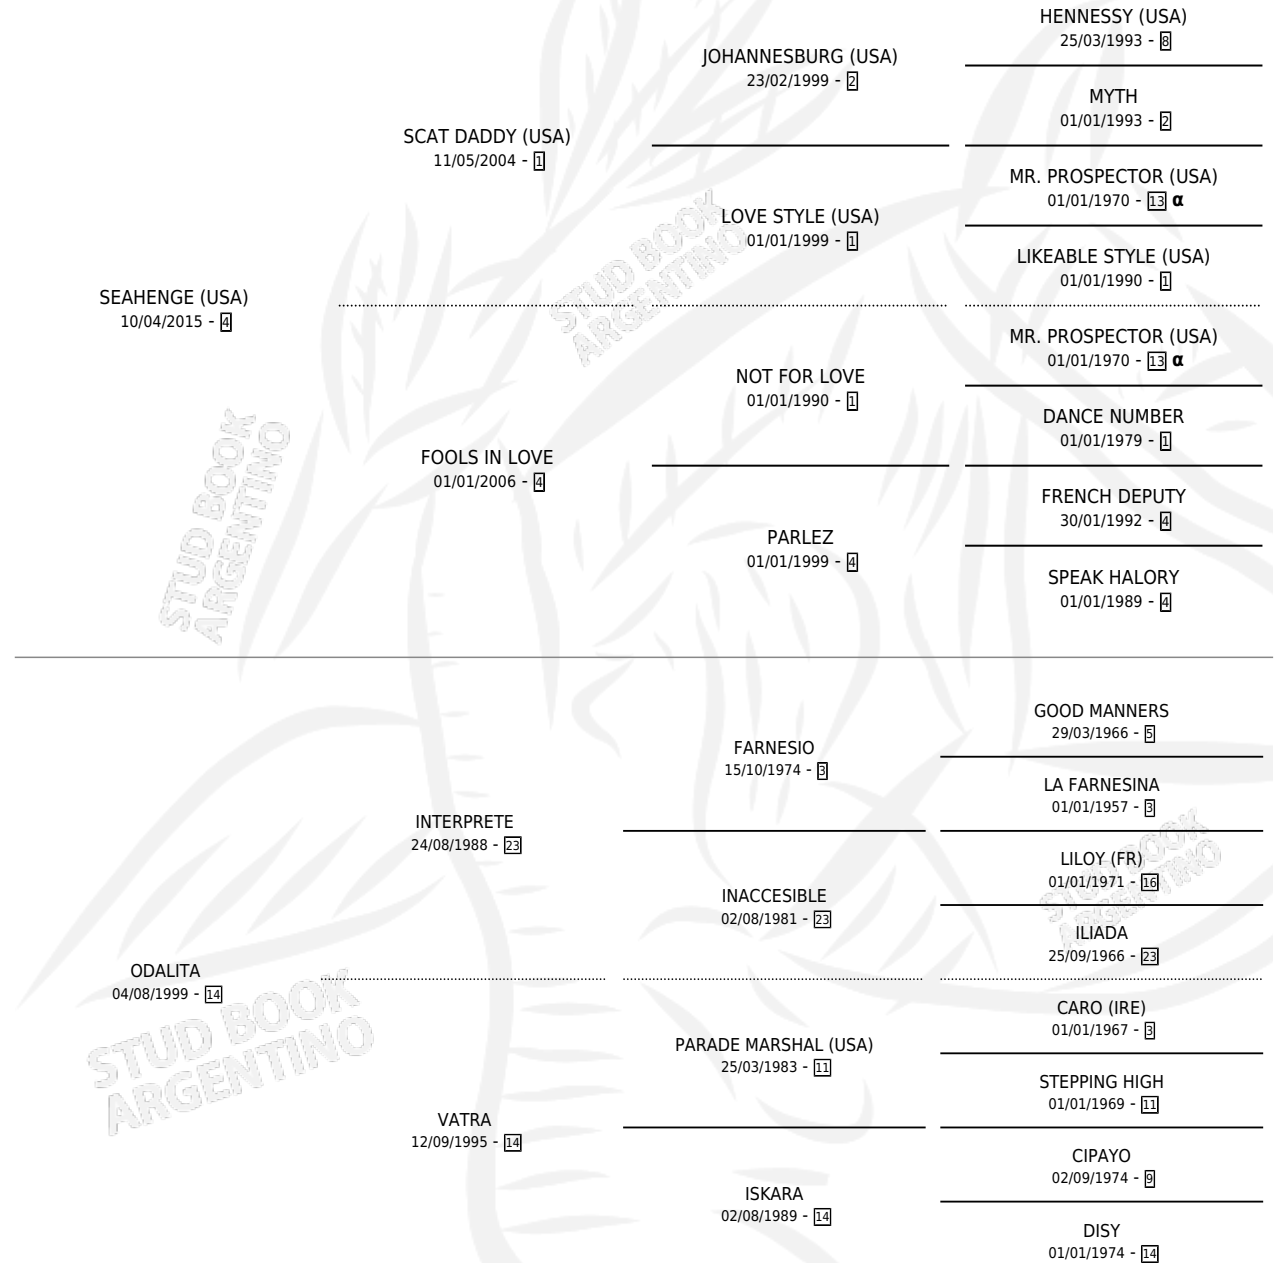 HENNESSY (USA)
25/03/1993 - 8
JOHANNESBURG (USA)
23/02/1999 - 2
MYTH
01/01/1993 - 2
SCAT DADDY (USA)
11/05/2004 - 1
MR. PROSPECTOR (USA)
01/01/1970 - 13 α
LOVE STYLE (USA)
01/01/1999 - 1
LIKEABLE STYLE (USA)
01/01/1990 - 1
SEAHENGE (USA)
10/04/2015 - 4
MR. PROSPECTOR (USA)
01/01/1970 - 13 α
NOT FOR LOVE
01/01/1990 - 1
DANCE NUMBER
01/01/1979 - 1
FOOLS IN LOVE
01/01/2006 - 4
FRENCH DEPUTY
30/01/1992 - 4
PARLEZ
01/01/1999 - 4
SPEAK HALORY
01/01/1989 - 4
GOOD MANNERS
29/03/1966 - 5
FARNESIO
15/10/1974 - 3
LA FARNESINA
01/01/1957 - 3
INTERPRETE
24/08/1988 - 23
LILOY (FR)
01/01/1971 - 16
INACCESIBLE
02/08/1981 - 23
ILIADA
25/09/1966 - 23
ODALITA
04/08/1999 - 14
CARO (IRE)
01/01/1967 - 3
PARADE MARSHAL (USA)
25/03/1983 - 11
STEPPING HIGH
01/01/1969 - 11
VATRA
12/09/1995 - 14
CIPAYO
02/09/1974 - 9
ISKARA
02/08/1989 - 14
DISY
01/01/1974 - 14
STUD BOOK
ARGENTINO
STUD BOOK
ARGENTINO
STUD BOOK
ARGENTINO
STUD BOOK
ARGENTINO